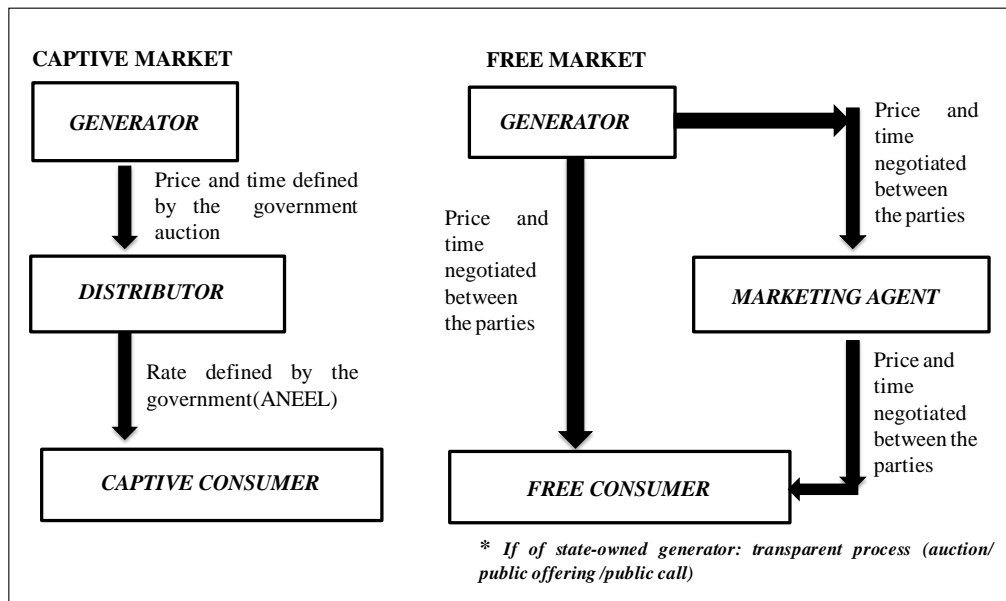 CAPTIVE MARKET
GENERATOR
Price and time defined
by the government
auction
DISTRIBUTOR
Rate defined by the
government(ANEEL)
CAPTIVE CONSUMER
FREE MARKET
GENERATOR
Price and
time
negotiated
between
the parties
Price and
time
negotiated
between
the parties
MARKETING AGENT
Price and
time
negotiated
between the
parties
FREE CONSUMER
* If of state-owned generator: transparent process (auction/
public offering /public call)